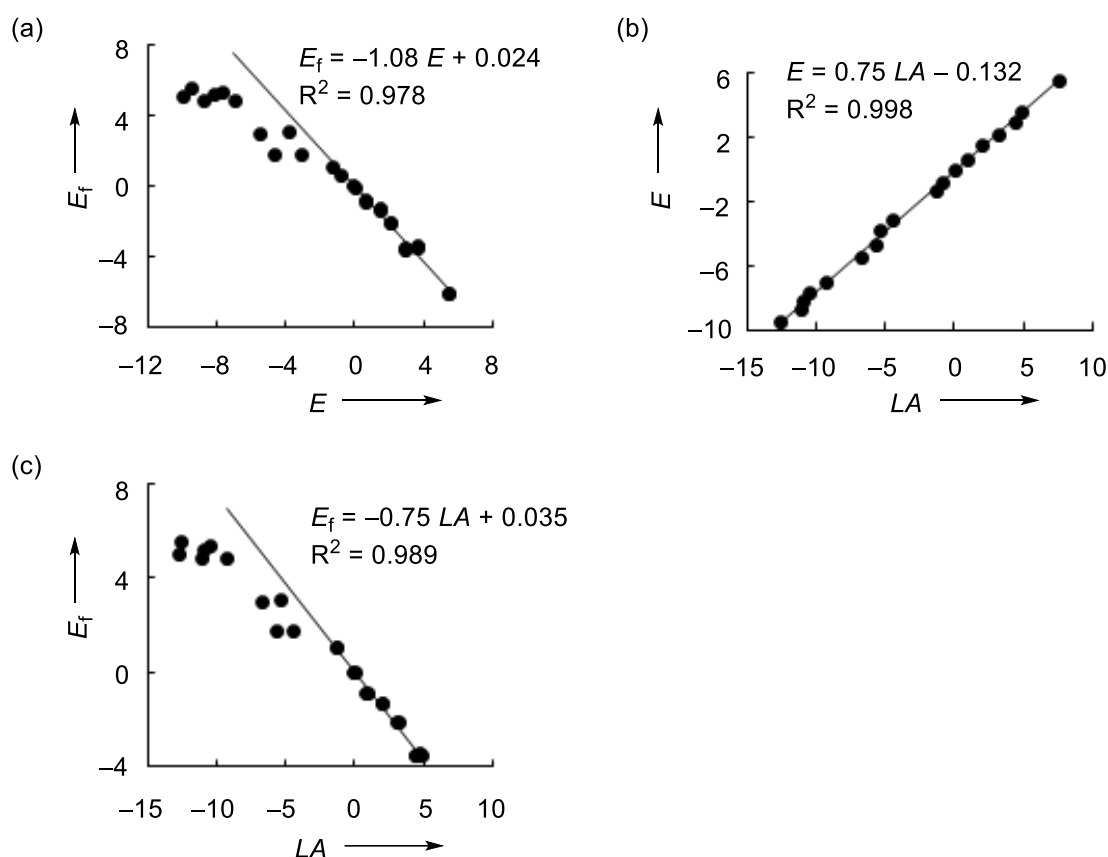 (a)
8
4
0
–4
–8
E_f
E_f = –1.08 E + 0.024
R² = 0.978
–12 –8 –4 0 4 8
E
(b)
6
2
–2
–6
–10
E
E = 0.75 LA – 0.132
R² = 0.998
–15 –10 –5 0 5 10
LA
(c)
8
4
0
–4
E_f
E_f = –0.75 LA + 0.035
R² = 0.989
–15 –10 –5 0 5 10
LA